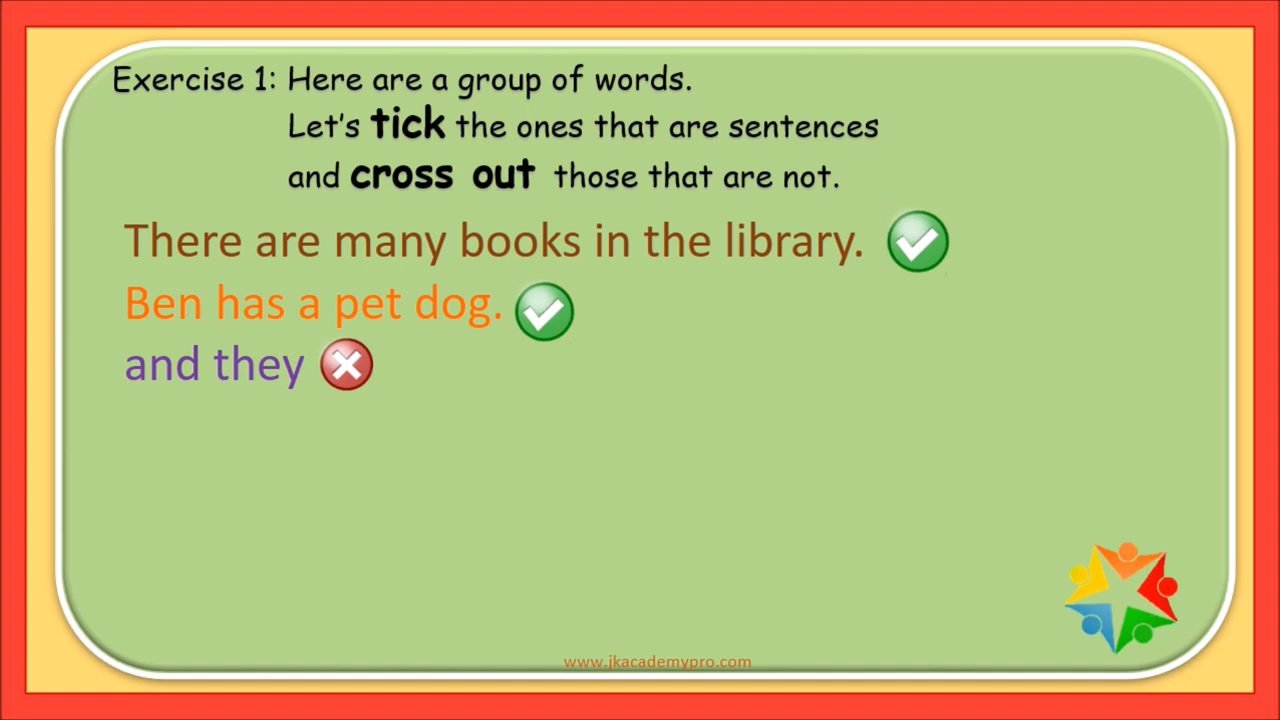 Exercise 1: Here are a group of words.
Let's tick the ones that are sentences
and cross out those that are not.
There are many books in the library.
Ben has a pet dog.
and they
www.jkacademypro.com